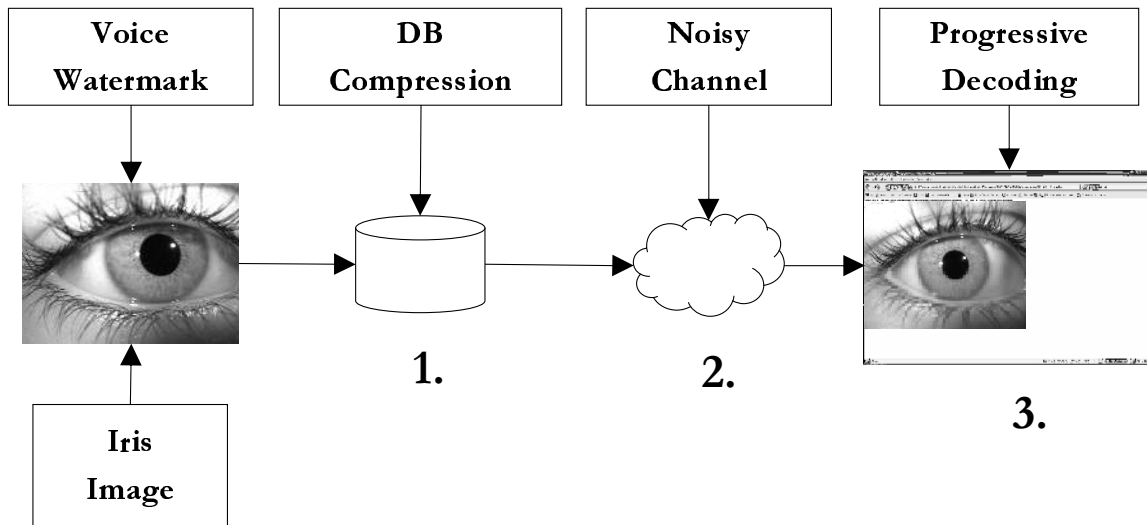 Voice
Watermark
DB
Compression
Noisy
Channel
Progressive
Decoding
1.
2.
3.
Iris
Image